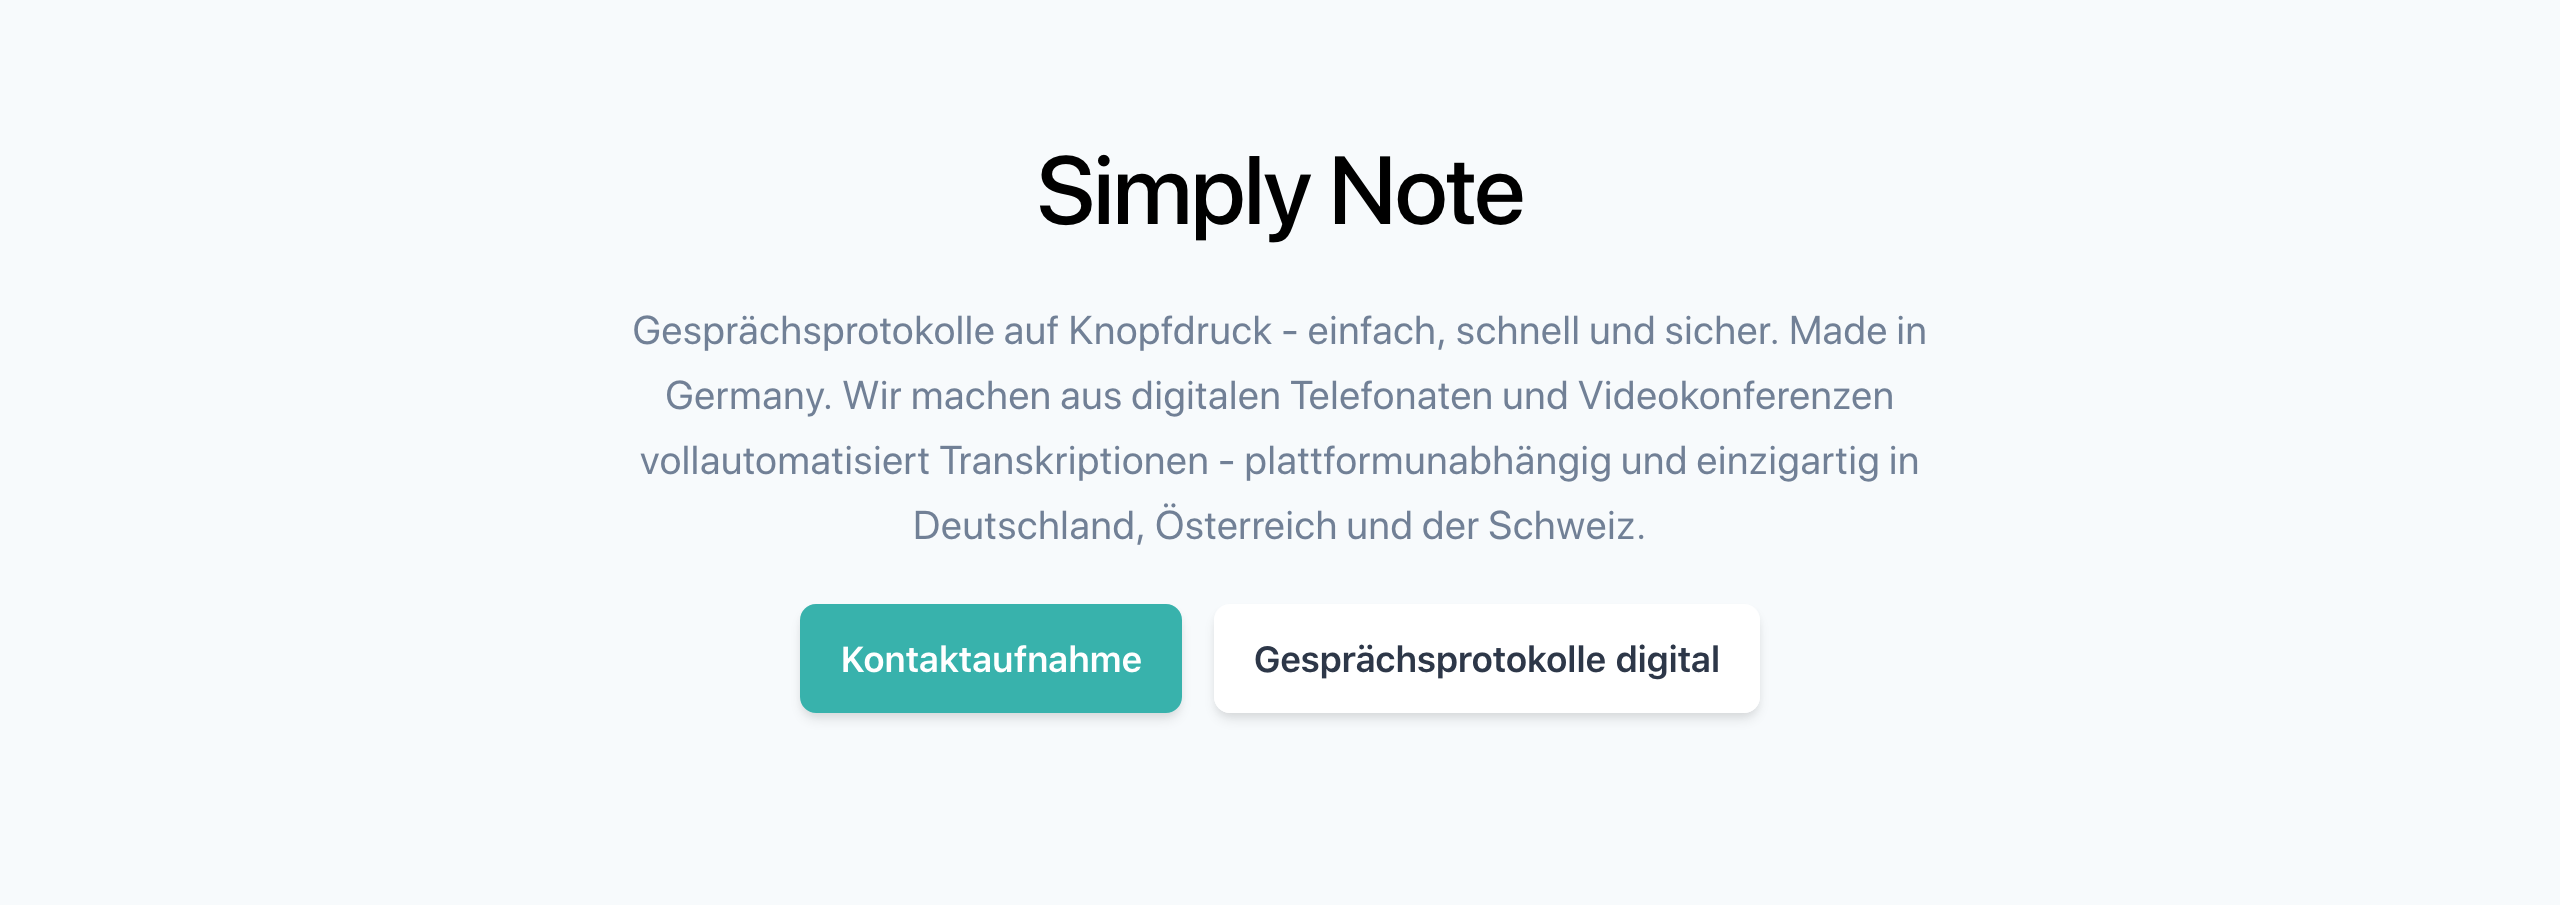 Simply Note
Gesprächsprotokolle auf Knopfdruck - einfach, schnell und sicher. Made in
Germany. Wir machen aus digitalen Telefonaten und Videokonferenzen
vollautomatisiert Transkriptionen - plattformunabhängig und einzigartig in
Deutschland, Österreich und der Schweiz.
Kontaktaufnahme
Gesprächsprotokolle digital